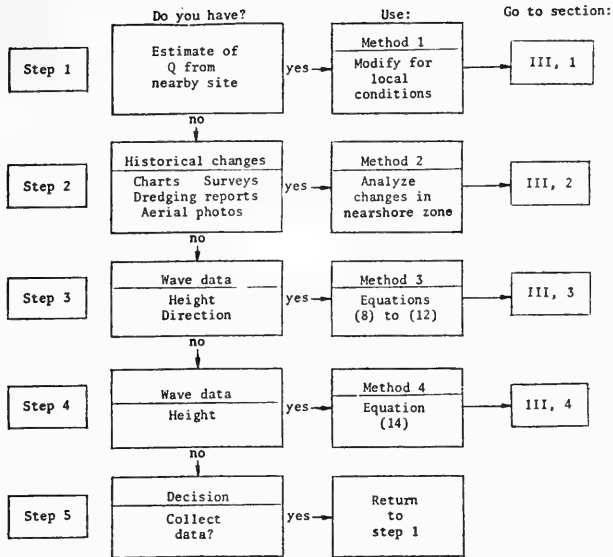 Do you have? Use: Go to section:
Step 1
Estimate of
Q from
nearby site
yes
Method 1
Modify for
local
conditions
III, 1
no
Step 2
Historical changes
Charts Surveys
Dredging reports
Aerial photos
yes
Method 2
Analyze
changes in
nearshore zone
III, 2
no
Step 3
Wave data
Height
Direction
yes
Method 3
Equations
(8) to (12)
III, 3
no
Step 4
Wave data
Height
yes
Method 4
Equation
(14)
III, 4
no
Step 5
Decision
Collect
data?
yes
Return
to
step 1